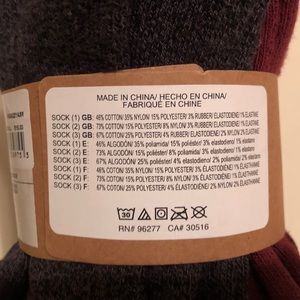 MADE IN CHINA/ HECHO EN CHINA/
FABRIQUÉ EN CHINE
SOCK (1) GB: 46% COTTON/ 35% NYLON/ 15% POLYESTER/ 3% RUBBER/ ELASTODIENE/ 1% ELASTANE
SOCK (2) GB: 73% COTTON/ 15% POLYESTER/ 8% NYLON/ 3% RUBBER/ ELASTODIENE/ 1% ELASTANE
SOCK (3) GB: 67% COTTON/ 25% POLYESTER/ 4% RUBBER/ ELASTODIENE/ 2% NYLON/ 2% ELASTANE
SOCK (1) E: 46% ALGODÓN/ 35% poliamida/ 15% poliéster/ 3% elastodieno/ 1% elastano
SOCK (2) E: 73% ALGODÓN/ 15% poliéster/ 8% poliamida/ 3% elastodieno/ 1% elastano
SOCK (3) E: 67% ALGODÓN/ 25% poliéster/ 4% elastodieno/ 2% poliamida/ 2% elastano
SOCK (1) F: 46% COTON/ 35% NYLON/ 15% POLYESTER/ 3% ÉLASTODIÈNE/ 1% ÉLASTHANNE
SOCK (2) F: 73% COTON/ 15% POLYESTER/ 8% NYLON/ 3% ÉLASTODIÈNE/ 1% ÉLASTHANNE
SOCK (3) F: 67% COTON/ 25% POLYESTER/ 4% ÉLASTODIÈNE/ 2% NYLON/ 2% ÉLASTHANNE
30
RN# 96277 CA# 30516